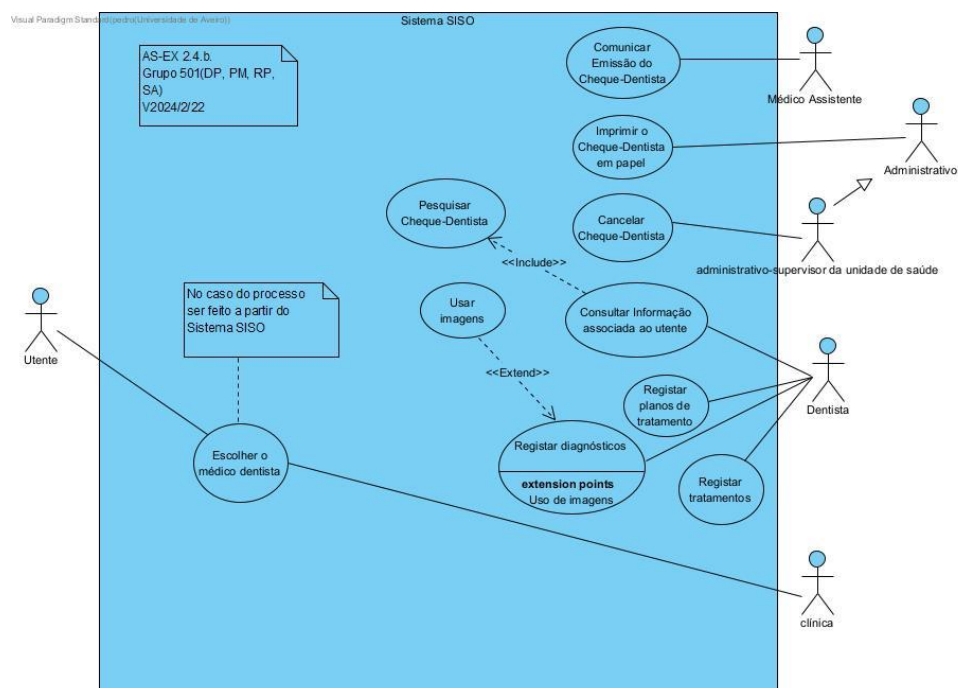 Visual Paradigm Standard(pedro(Universidade de Aveiro))
Sistema SISO
AS-EX 2.4.b.
Grupo 501(DP, PM, RP,
SA)
V2024/2/22
Comunicar
Emissão do
Cheque-Dentista
Médico Assistente
Imprimir o
Cheque-Dentista
em papel
Administrativo
Pesquisar
Cheque-Dentista
Cancelar
Cheque-Dentista
administrativo-supervisor da unidade de saúde
<<Include>>
No caso do processo
ser feito a partir do
Sistema SISO
Usar
imagens
Consultar Informação
associada ao utente
Utente
<<Extend>>
Registar
planos de
tratamento
Dentista
Escolher o
médico dentista
Registar diagnósticos
extension points
Uso de imagens
Registar
tratamentos
clínica